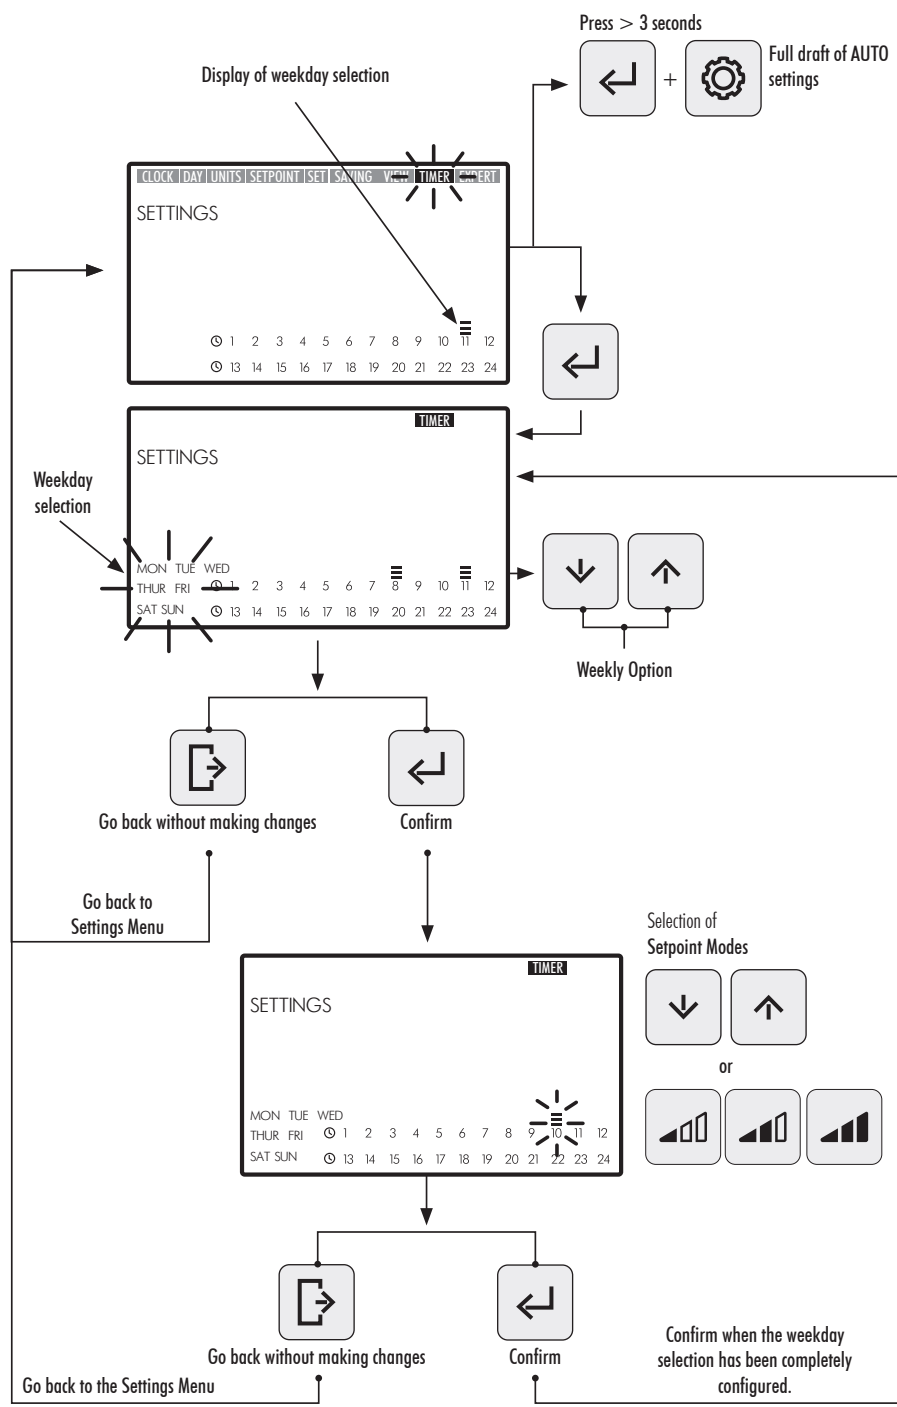 Press > 3 seconds
+
Full draft of AUTO
settings
Display of weekday selection
CLOCK DAY UNITS SETPOINT SET SAVING VIEW TIMER EXPERT
SETTINGS
1 2 3 4 5 6 7 8 9 10 11 12
13 14 15 16 17 18 19 20 21 22 23 24
TIMER
SETTINGS
Weekday
selection
MON TUE WED
THUR FRI 1 2 3 4 5 6 7 8 9 10 11 12
SAT SUN 13 14 15 16 17 18 19 20 21 22 23 24
Weekly Option
Go back without making changes
Confirm
Go back to
Settings Menu
Selection of
Setpoint Modes
or
TIMER
SETTINGS
MON TUE WED
THUR FRI 1 2 3 4 5 6 7 8 9 10 11 12
SAT SUN 13 14 15 16 17 18 19 20 21 22 23 24
Go back without making changes
Confirm
Confirm when the weekday
selection has been completely
configured.
Go back to the Settings Menu